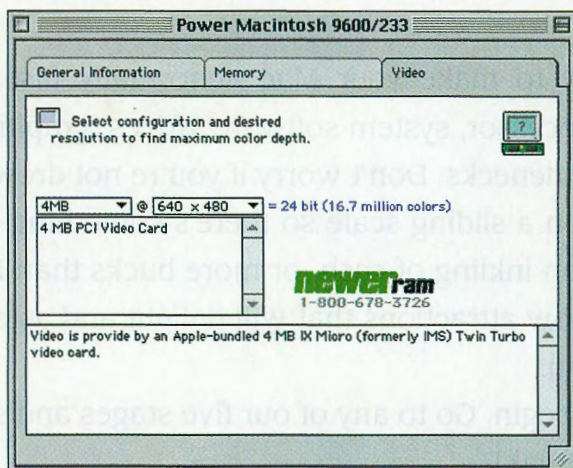 Power Macintosh 9600/233
General Information
Memory
Video
Select configuration and desired
resolution to find maximum color depth.
?
4MB @ 640 x 480 = 24 bit (16.7 million colors)
4 MB PCI Video Card
newer ram
1-800-678-3726
Video is provide by an Apple-bundled 4 MB IX Micro (formerly IMS) Twin Turbo
video card.